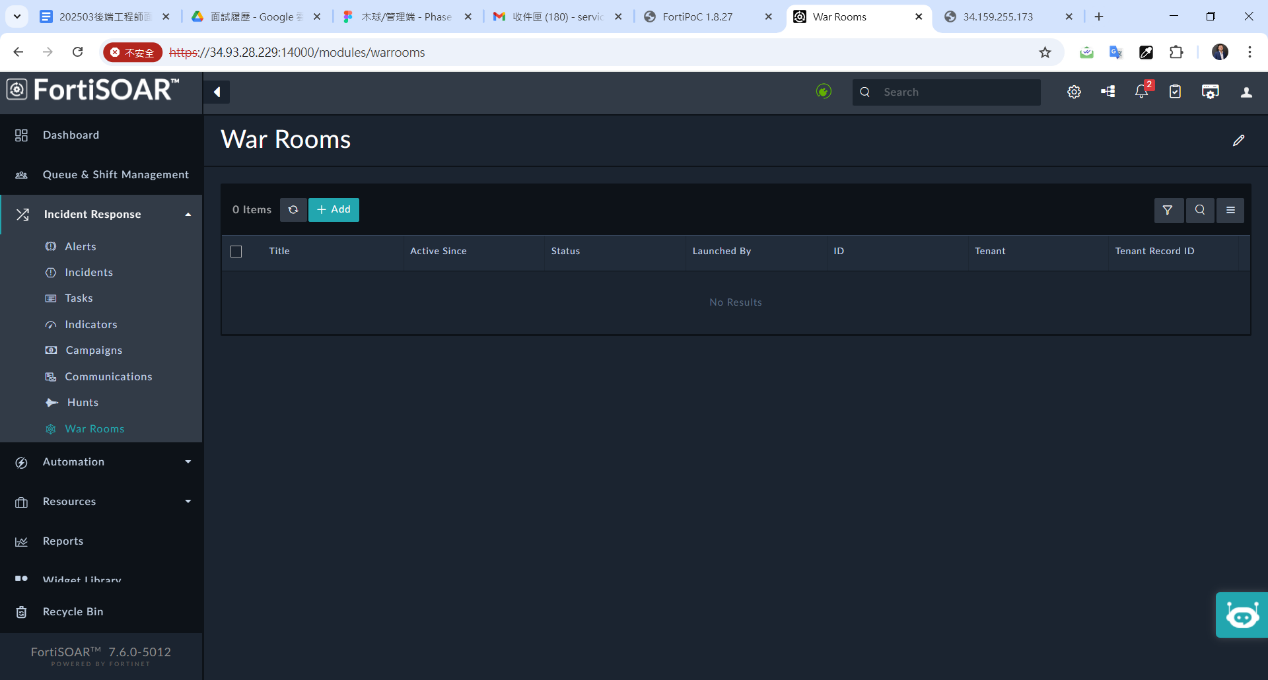 202503後端工程師面
面試履歷 - Google 雲
木球/管理端 - Phase
收件匣 (180) - servic
FortiPoC 1.8.27
War Rooms
34.159.255.173
不安全
https://34.93.28.229:14000/modules/warrooms
FortiSOAR™
Search
2
Dashboard
Queue & Shift Management
Incident Response
Alerts
Incidents
Tasks
Indicators
Campaigns
Communications
Hunts
War Rooms
Automation
Resources
Reports
Widget Library
Recycle Bin
FortiSOAR™ 7.6.0-5012
POWERED BY FORTINET
War Rooms
0 Items
+ Add
Title Active Since Status Launched By ID Tenant Tenant Record ID
No Results